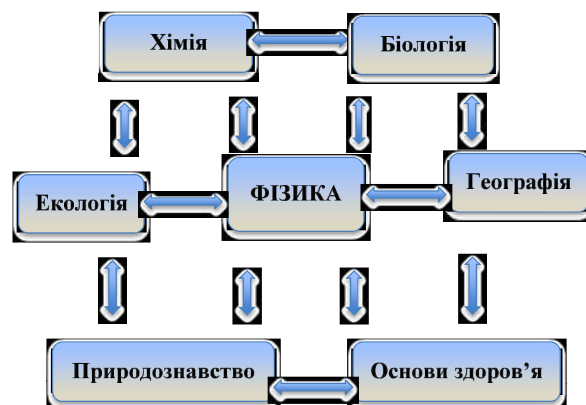 Хімія
Біологія
Екологія
ФІЗИКА
Географія
Природознавство
Основи здоров’я